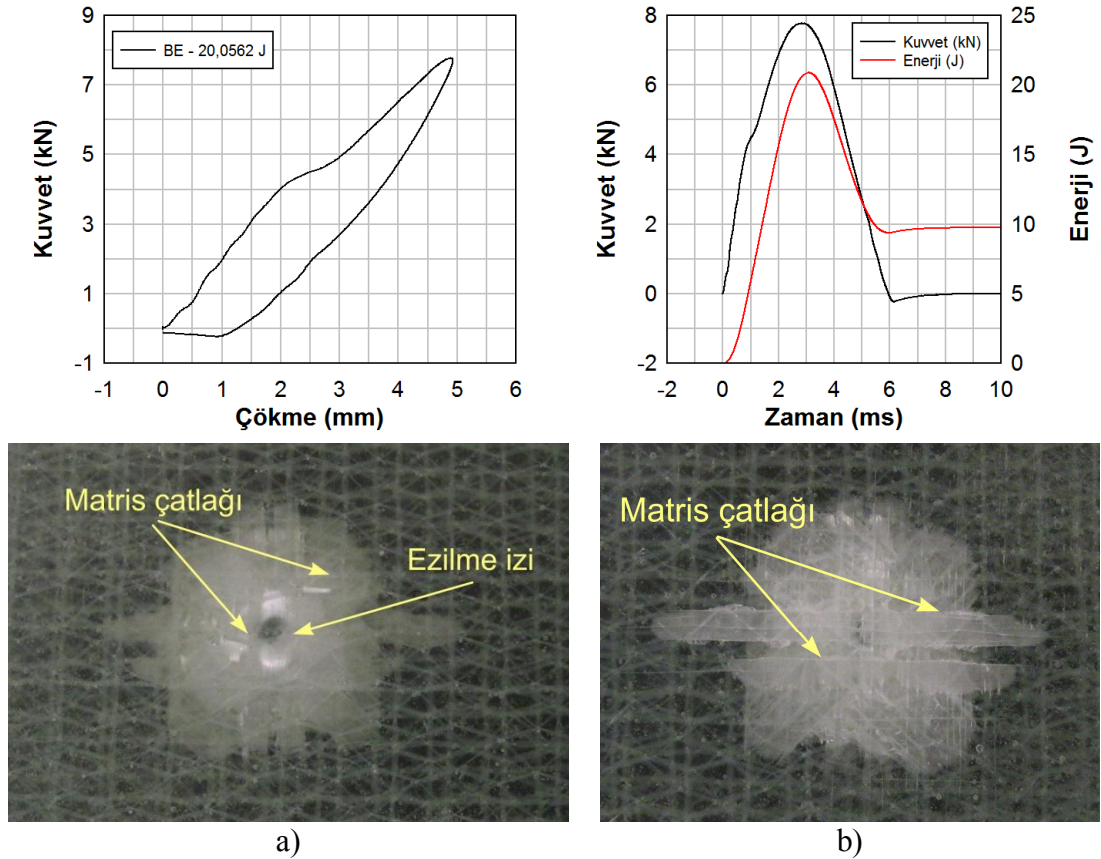 9
7
5
3
1
-1
Kuvvet (kN)
BE - 20,0562 J
-1 0 1 2 3 4 5 6
Çökme (mm)
8
6
4
2
0
-2
Kuvvet (kN)
Kuvvet (kN)
Enerji (J)
25
20
15
10
5
0
Enerji (J)
-2 0 2 4 6 8 10
Zaman (ms)
Matris çatlağı
Ezilme izi
Matris çatlağı
a)
b)